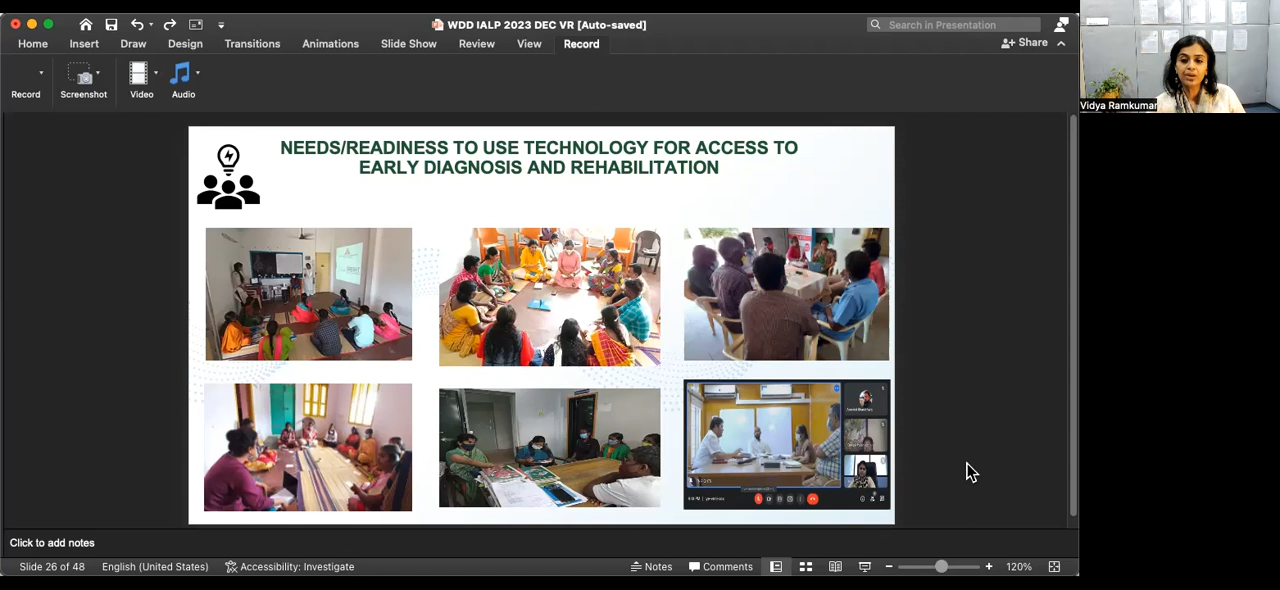 WDD IALP 2023 DEC VR [Auto-saved]
Search in Presentation
Home Insert Draw Design Transitions Animations Slide Show Review View Record
Share
Record Screenshot Video Audio
Vidya Ramkumar
NEEDS/READINESS TO USE TECHNOLOGY FOR ACCESS TO
EARLY DIAGNOSIS AND REHABILITATION
Click to add notes
Slide 26 of 48 English (United States) Accessibility: Investigate Notes Comments 120%